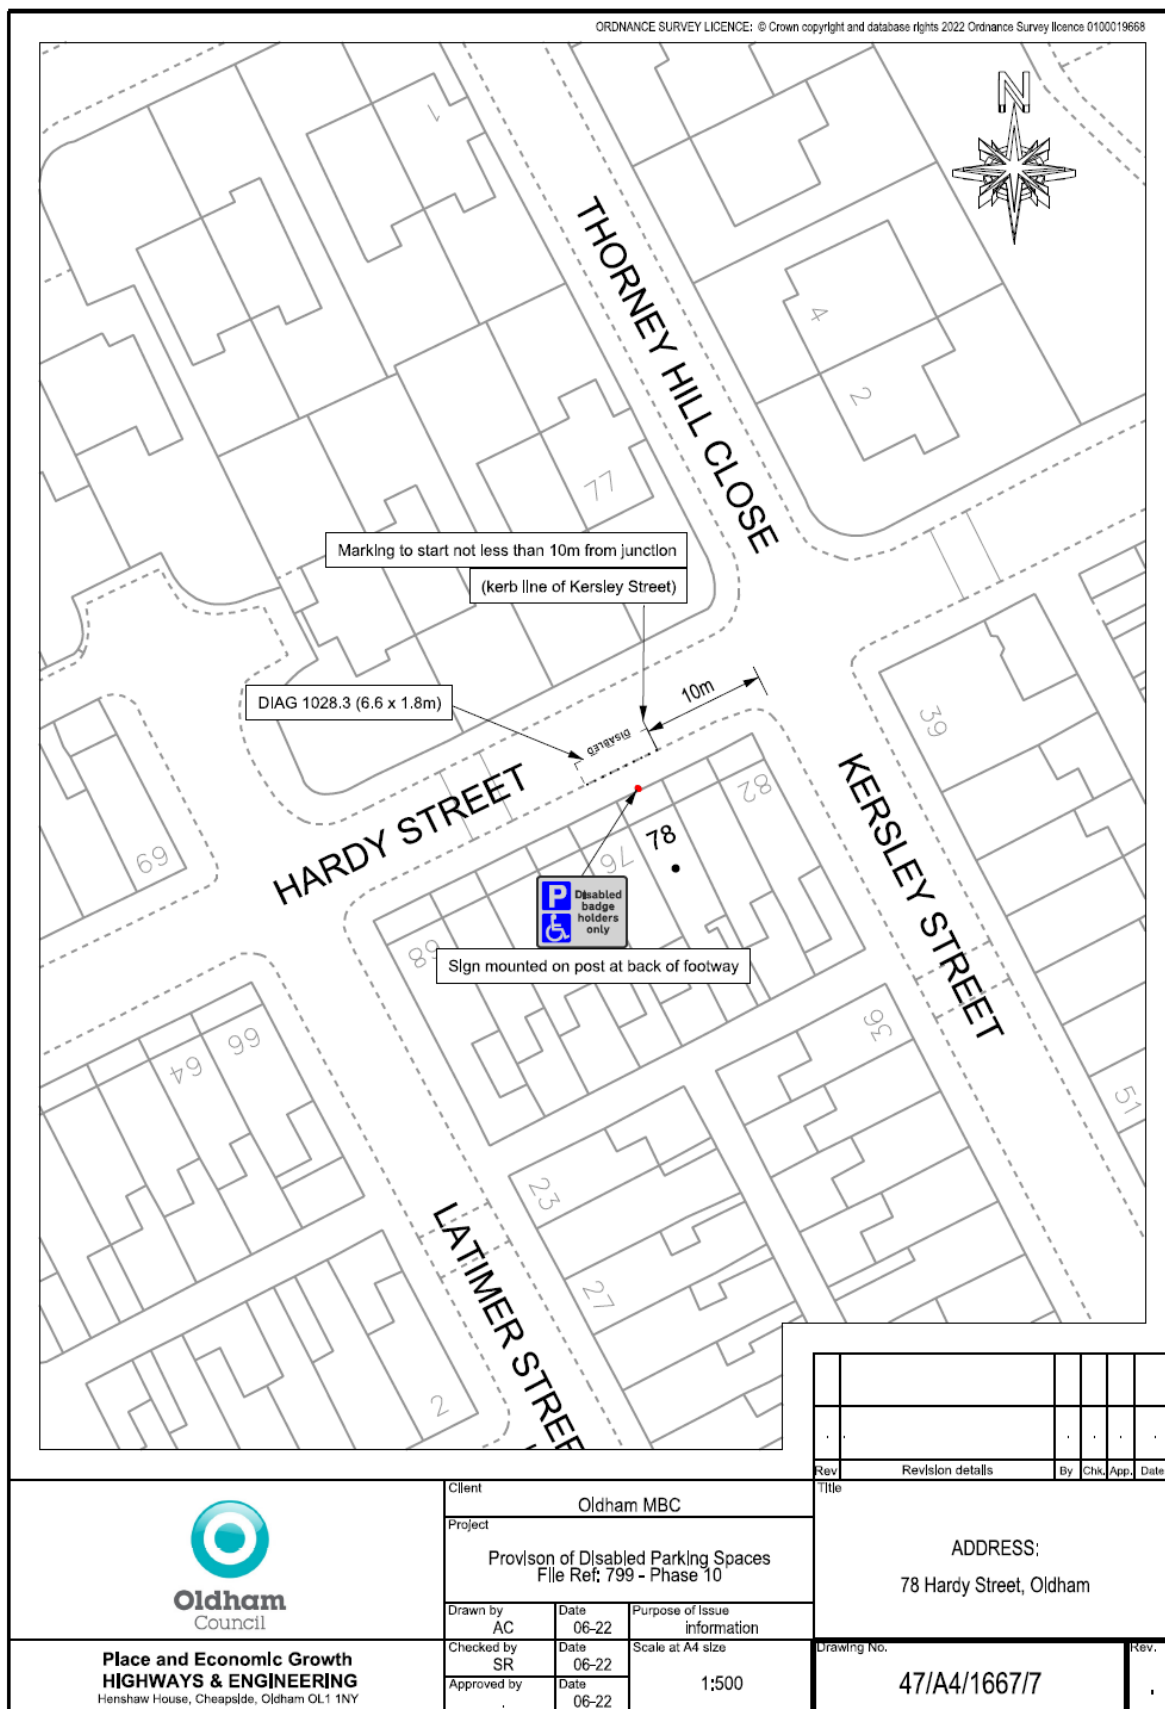 ORDNANCE SURVEY LICENCE: © Crown copyright and database rights 2022 Ordnance Survey licence 0100019668
N
1
THORNEY HILL CLOSE
4
2
77
Marking to start not less than 10m from junction
(kerb line of Kersley Street)
DIAG 1028.3 (6.6 x 1.8m)
10m
DISABLED
39
HARDY STREET
KERSLEY STREET
82
78
76
69
P Disabled
badge
holders
only
68
Sign mounted on post at back of footway
66
64
36
51
23
27
LATIMER STREE
2
Rev
Revision details
By
Chk.
App.
Date
Client
Oldham MBC
Title
Project
Provison of Disabled Parking Spaces
File Ref: 799 - Phase 10
ADDRESS:
78 Hardy Street, Oldham
Oldham
Council
Drawn by
AC
Date
06-22
Purpose of Issue
information
Place and Economic Growth
HIGHWAYS & ENGINEERING
Henshaw House, Cheapside, Oldham OL1 1NY
Checked by
SR
Date
06-22
Scale at A4 size
1:500
Approved by
.
Date
06-22
Drawing No.
47/A4/1667/7
Rev.
.